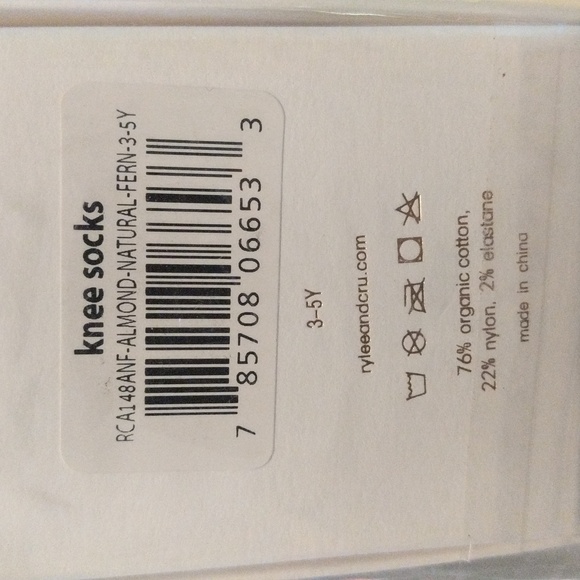 knee socks
RCA148ANF-ALMOND-NATURAL-FERN-3-5Y
7 85708 06653 3
3-5Y
ryleeandcru.com
76% organic cotton,
22% nylon, 2% elastane
made in china